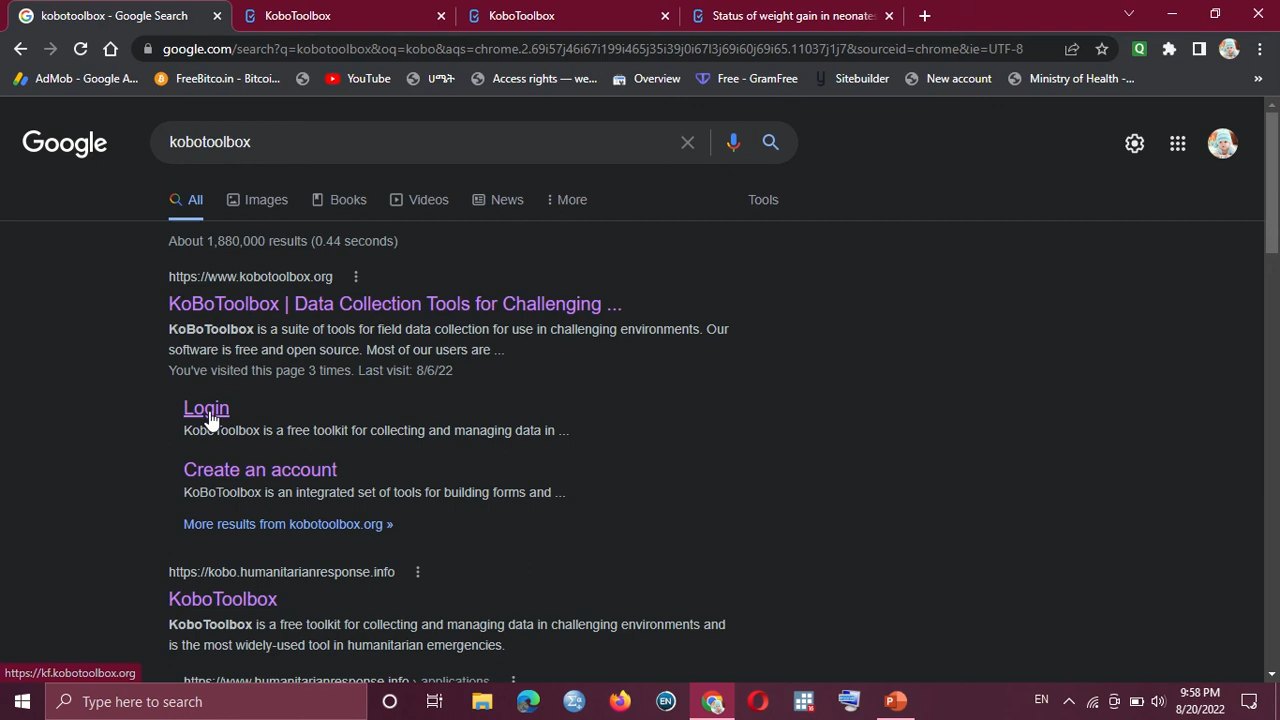 kobotoolbox - Google Search
KoboToolbox
KoboToolbox
Status of weight gain in neonates
google.com/search?q=kobotoolbox&oq=kobo&aqs=chrome.2.69i57j46i67i199i465j35i39j0i67l3j69i60j69i65.11037j1j7&sourceid=chrome&ie=UTF-8
AdMob - Google A...
FreeBitco.in - Bitcoi...
YouTube
Access rights — we...
Overview
Free - GramFree
Sitebuilder
New account
Ministry of Health -...
»
Google
kobotoolbox
All
Images
Books
Videos
News
More
Tools
About 1,880,000 results (0.44 seconds)
https://www.kobotoolbox.org
KoBoToolbox | Data Collection Tools for Challenging ...
KoBoToolbox is a suite of tools for field data collection for use in challenging environments. Our
software is free and open source. Most of our users are ...
You've visited this page 3 times. Last visit: 8/6/22
Login
KoboToolbox is a free toolkit for collecting and managing data in ...
Create an account
KoBoToolbox is an integrated set of tools for building forms and ...
More results from kobotoolbox.org »
https://kobo.humanitarianresponse.info
KoboToolbox
KoboToolbox is a free toolkit for collecting and managing data in challenging environments and
is the most widely-used tool in humanitarian emergencies.
https://www.humanitarianresponse.info › applications
https://kf.kobotoolbox.org
Type here to search
EN
EN
9:58 PM
8/20/2022